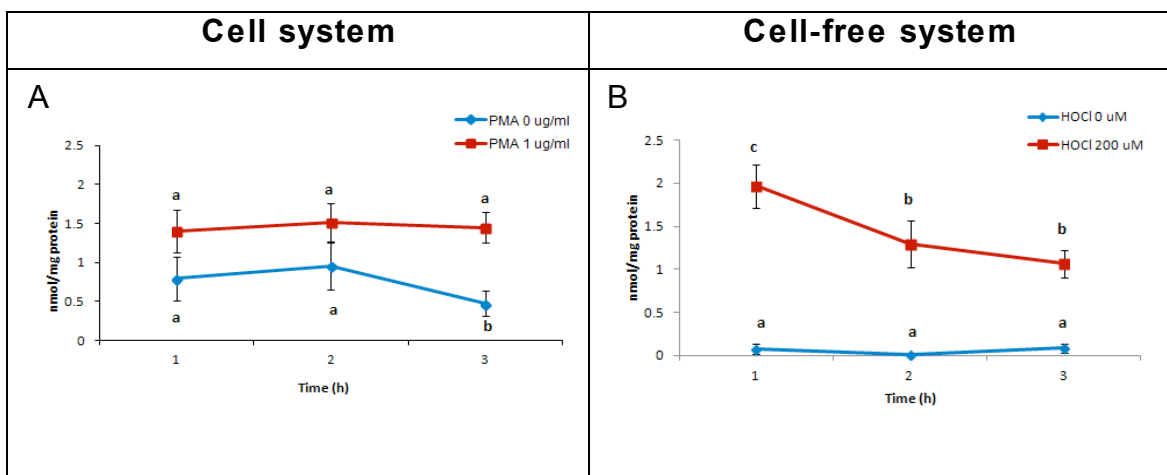 Cell system
Cell-free system
A
PMA 0 ug/ml
PMA 1 ug/ml
2.5
2
1.5
1
0.5
0
nmol/mg protein
a
a
a
a
a
b
1
2
3
Time (h)
B
HOCl 0 uM
HOCl 200 uM
2.5
2
1.5
1
0.5
0
nmol/mg protein
c
b
b
a
a
a
1
2
3
Time (h)